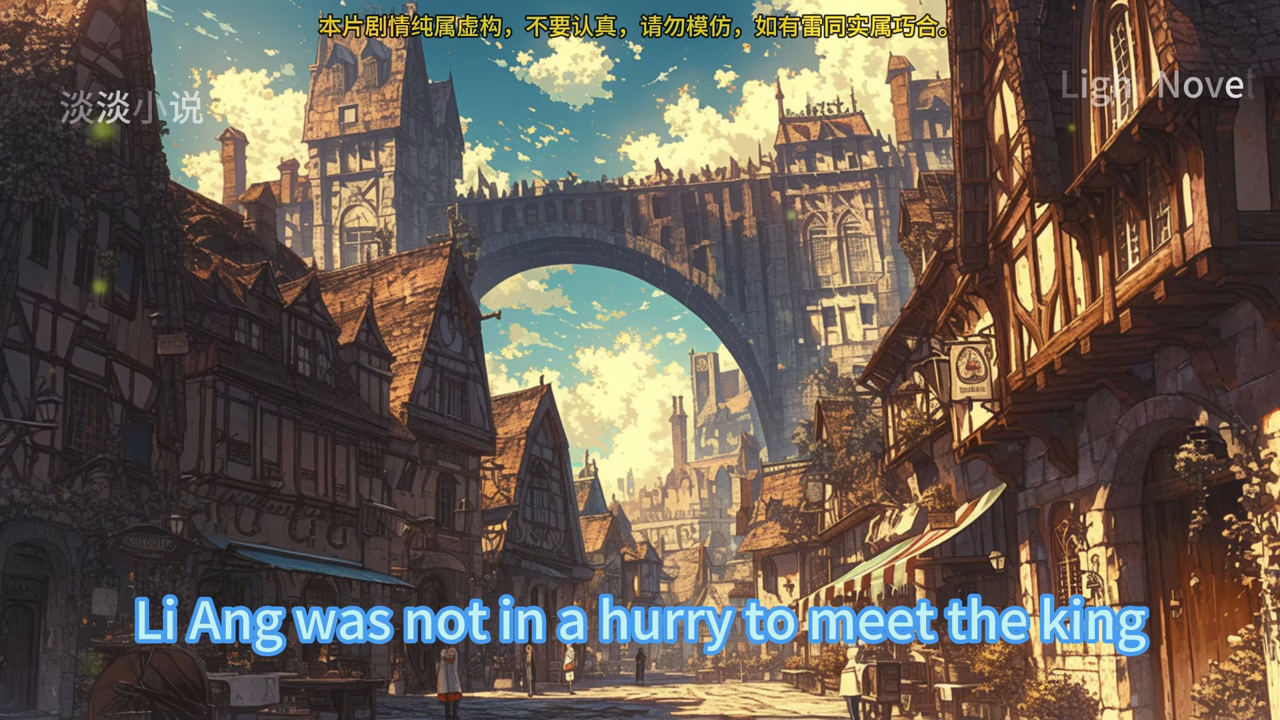 本片剧情纯属虚构，不要认真，请勿模仿，如有雷同实属巧合。
淡淡小说
Light Novel
Li Ang was not in a hurry to meet the king